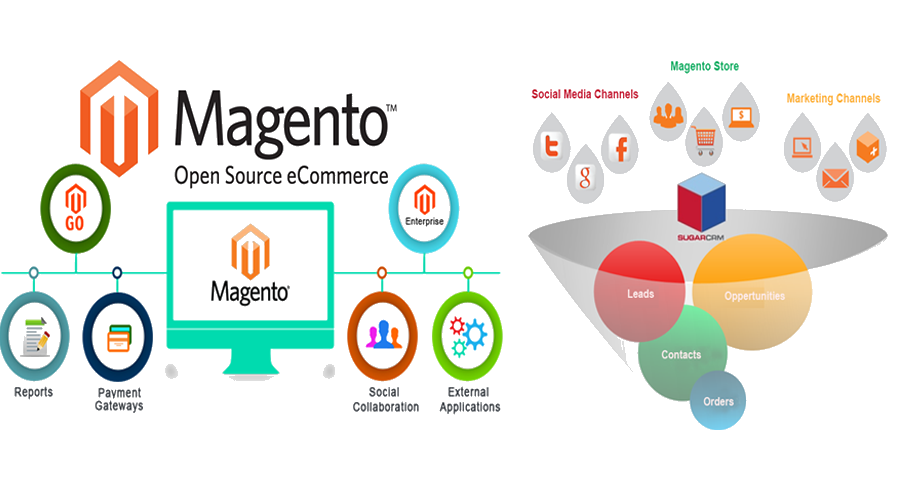 Magento™
Open Source eCommerce
GO
Enterprise
Magento®
Reports
Payment
Gateways
Social
Collaboration
External
Applications
Magento Store
Social Media Channels
Marketing Channels
t
f
g
$
SUGARCRM
Leads
Oppertunities
Contacts
Orders